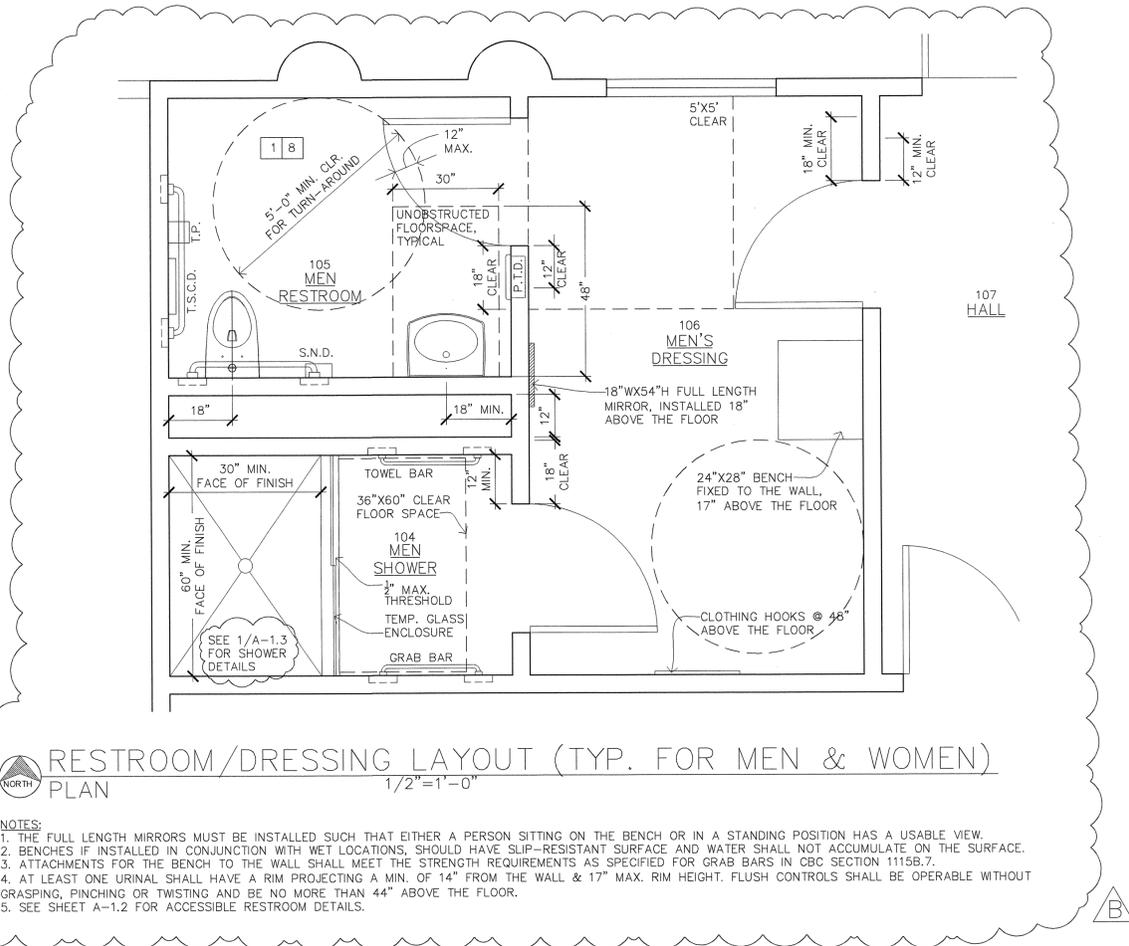 5'X5'
CLEAR
18" MIN.
CLEAR
12" MIN.
CLEAR
12"
MAX.
1 8
5'-0" MIN. CLR.
FOR TURN-AROUND
30"
UNOBSTRUCTED
FLOORSPACE,
TYPICAL
T.P.
T.S.C.D.
105
MEN
RESTROOM
18"
CLEAR
P.T.D.
12"
CLEAR
48"
107
HALL
106
MEN'S
DRESSING
S.N.D.
18"WX54"H FULL LENGTH
MIRROR, INSTALLED 18"
ABOVE THE FLOOR
18"
18" MIN.
12"
18"
CLEAR
30" MIN.
FACE OF FINISH
TOWEL BAR
12"
MIN.
24"X28" BENCH
FIXED TO THE WALL,
17" ABOVE THE FLOOR
36"X60" CLEAR
FLOOR SPACE
60" MIN.
FACE OF FINISH
104
MEN
SHOWER
1/2" MAX.
THRESHOLD
TEMP. GLASS
ENCLOSURE
CLOTHING HOOKS @ 48"
ABOVE THE FLOOR
SEE 1/A-1.3
FOR SHOWER
DETAILS
GRAB BAR
NORTH
RESTROOM/DRESSING LAYOUT (TYP. FOR MEN & WOMEN)
PLAN
1/2"=1'-0"
NOTES:
1. THE FULL LENGTH MIRRORS MUST BE INSTALLED SUCH THAT EITHER A PERSON SITTING ON THE BENCH OR IN A STANDING POSITION HAS A USABLE VIEW.
2. BENCHES IF INSTALLED IN CONJUNCTION WITH WET LOCATIONS, SHOULD HAVE SLIP-RESISTANT SURFACE AND WATER SHALL NOT ACCUMULATE ON THE SURFACE.
3. ATTACHMENTS FOR THE BENCH TO THE WALL SHALL MEET THE STRENGTH REQUIREMENTS AS SPECIFIED FOR GRAB BARS IN CBC SECTION 1115B.7.
4. AT LEAST ONE URINAL SHALL HAVE A RIM PROJECTING A MIN. OF 14" FROM THE WALL & 17" MAX. RIM HEIGHT. FLUSH CONTROLS SHALL BE OPERABLE WITHOUT
GRASPING, PINCHING OR TWISTING AND BE NO MORE THAN 44" ABOVE THE FLOOR.
5. SEE SHEET A-1.2 FOR ACCESSIBLE RESTROOM DETAILS.
B